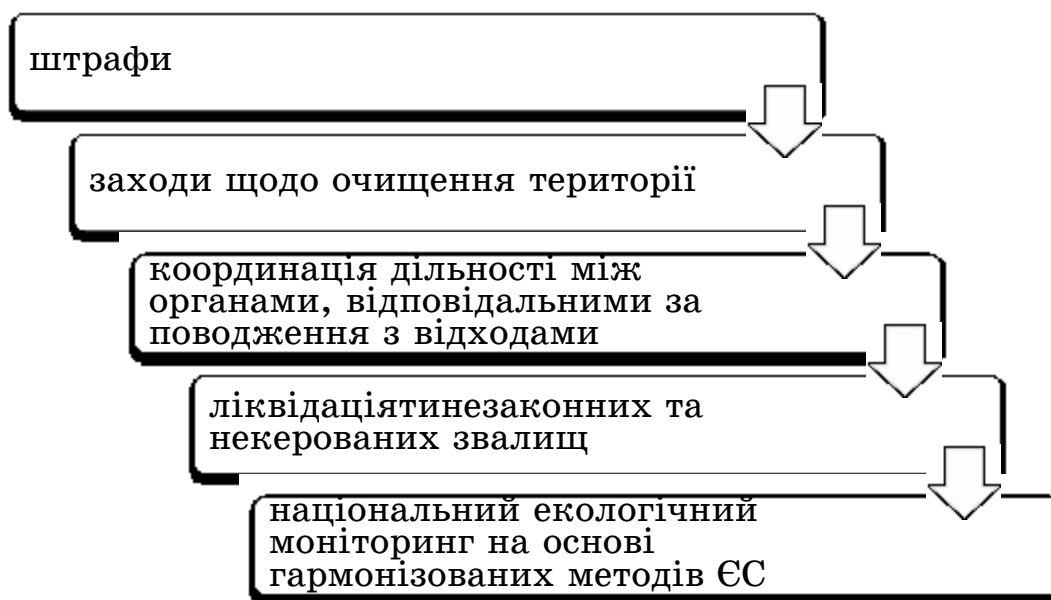 штрафи
заходи щодо очищення території
координація дільності між
органами, відповідальними за
поводження з відходами
ліквідаціятинезаконних та
некерованих звалищ
національний екологічний
моніторинг на основі
гармонізованих методів ЄС